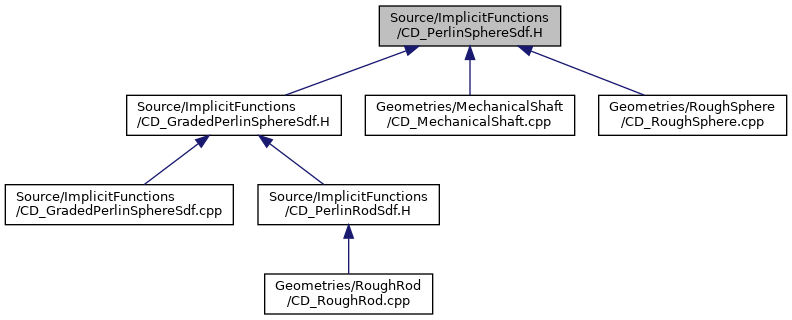 Source/ImplicitFunctions
/CD_PerlinSphereSdf.H
Source/ImplicitFunctions
/CD_GradedPerlinSphereSdf.H
Geometries/MechanicalShaft
/CD_MechanicalShaft.cpp
Geometries/RoughSphere
/CD_RoughSphere.cpp
Source/ImplicitFunctions
/CD_GradedPerlinSphereSdf.cpp
Source/ImplicitFunctions
/CD_PerlinRodSdf.H
Geometries/RoughRod
/CD_RoughRod.cpp